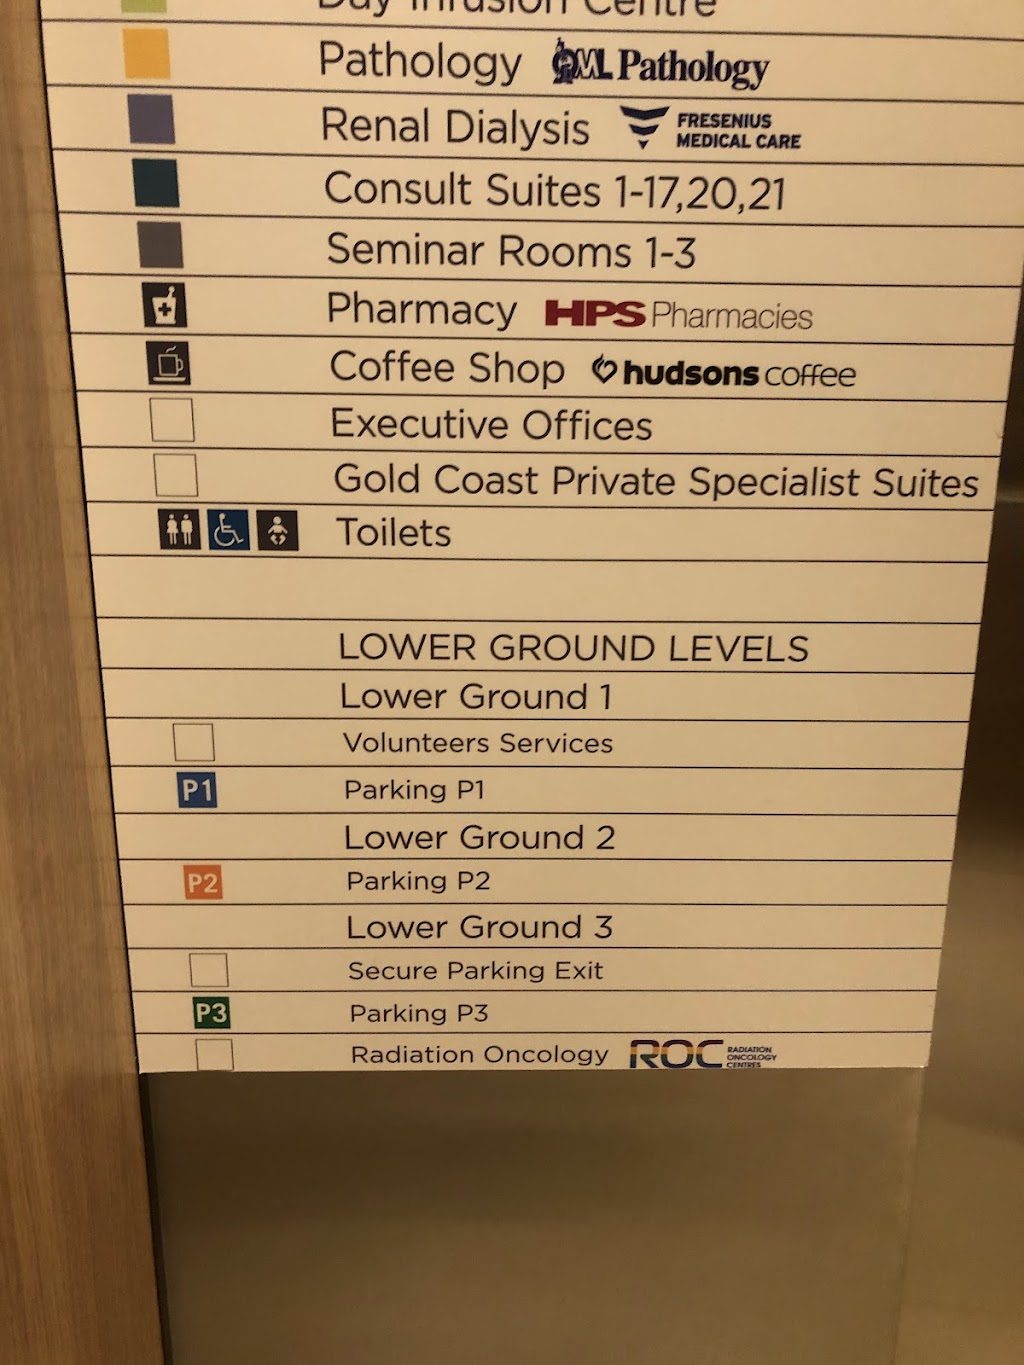 Day Infusion Centre
Pathology QML Pathology
Renal Dialysis FRESENIUS MEDICAL CARE
Consult Suites 1-17,20,21
Seminar Rooms 1-3
Pharmacy HPS Pharmacies
Coffee Shop hudsons coffee
Executive Offices
Gold Coast Private Specialist Suites
Toilets
LOWER GROUND LEVELS
Lower Ground 1
Volunteers Services
P1 Parking P1
Lower Ground 2
P2 Parking P2
Lower Ground 3
Secure Parking Exit
P3 Parking P3
Radiation Oncology ROC RADIATION ONCOLOGY CENTRES